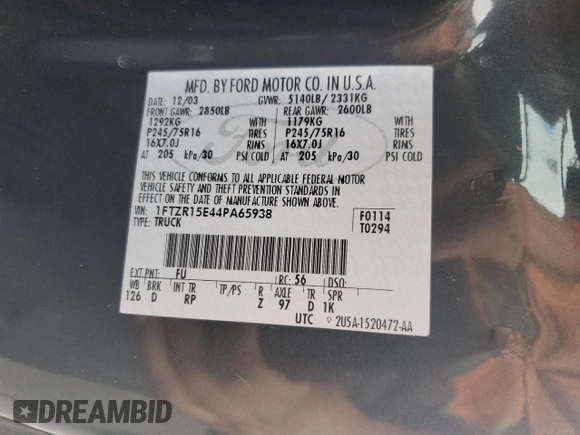 MFD. BY FORD MOTOR CO. IN U.S.A.
DATE: 12/03 GVWR: 5140LB/ 2331KG
FRONT GAWR: 2850LB REAR GAWR: 2600LB
1292KG 1179KG
P245/75R16 TIRES P245/75R16 TIRES
16X7.0J RIMS 16X7.0J RIMS
AT 205 kPa/30 PSI COLD AT 205 kPa/30 PSI COLD
Ford
THIS VEHICLE CONFORMS TO ALL APPLICABLE FEDERAL MOTOR
VEHICLE SAFETY AND THEFT PREVENTION STANDARDS IN
EFFECT ON THE DATE OF MANUFACTURE SHOWN ABOVE.
VIN: 1FTZR15E44PA65938 F0114
TYPE: TRUCK T0294
EXT PNT: FU RC: 56 DSO:
WB BRK INT TR TP/PS R AXLE TR SPR
126 D RP Z 97 D 1K
UTC 2U5A-1520472-AA
DREAMBID